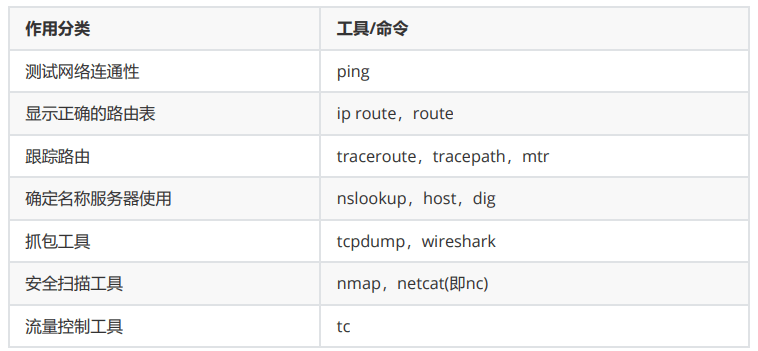 作用分类 工具/命令
测试网络连通性 ping
显示正确的路由表 ip route，route
跟踪路由 traceroute，tracepath，mtr
确定名称服务器使用 nslookup，host，dig
抓包工具 tcpdump，wireshark
安全扫描工具 nmap，netcat(即nc)
流量控制工具 tc